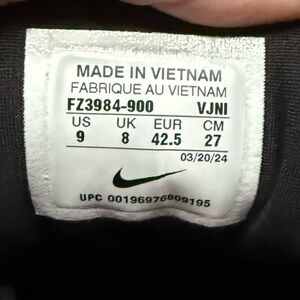 MADE IN VIETNAM
FABRIQUE AU VIETNAM
FZ3984-900 VJNI
US UK EUR CM
9 8 42.5 27
03/20/24
UPC 00196976809195